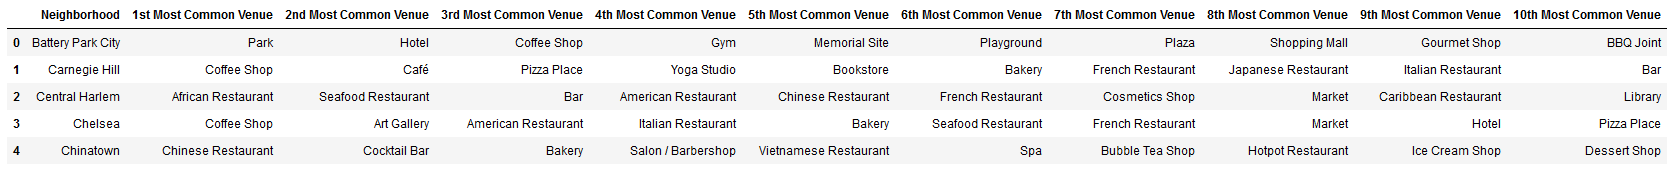 Neighborhood 1st Most Common Venue 2nd Most Common Venue 3rd Most Common Venue 4th Most Common Venue 5th Most Common Venue 6th Most Common Venue 7th Most Common Venue 8th Most Common Venue 9th Most Common Venue 10th Most Common Venue
0 Battery Park City Park Hotel Coffee Shop Gym Memorial Site Playground Plaza Shopping Mall Gourmet Shop BBQ Joint
1 Carnegie Hill Coffee Shop Café Pizza Place Yoga Studio Bookstore Bakery French Restaurant Japanese Restaurant Italian Restaurant Bar
2 Central Harlem African Restaurant Seafood Restaurant Bar American Restaurant Chinese Restaurant French Restaurant Cosmetics Shop Market Caribbean Restaurant Library
3 Chelsea Coffee Shop Art Gallery American Restaurant Italian Restaurant Bakery Seafood Restaurant French Restaurant Market Hotel Pizza Place
4 Chinatown Chinese Restaurant Cocktail Bar Bakery Salon / Barbershop Vietnamese Restaurant Spa Bubble Tea Shop Hotpot Restaurant Ice Cream Shop Dessert Shop